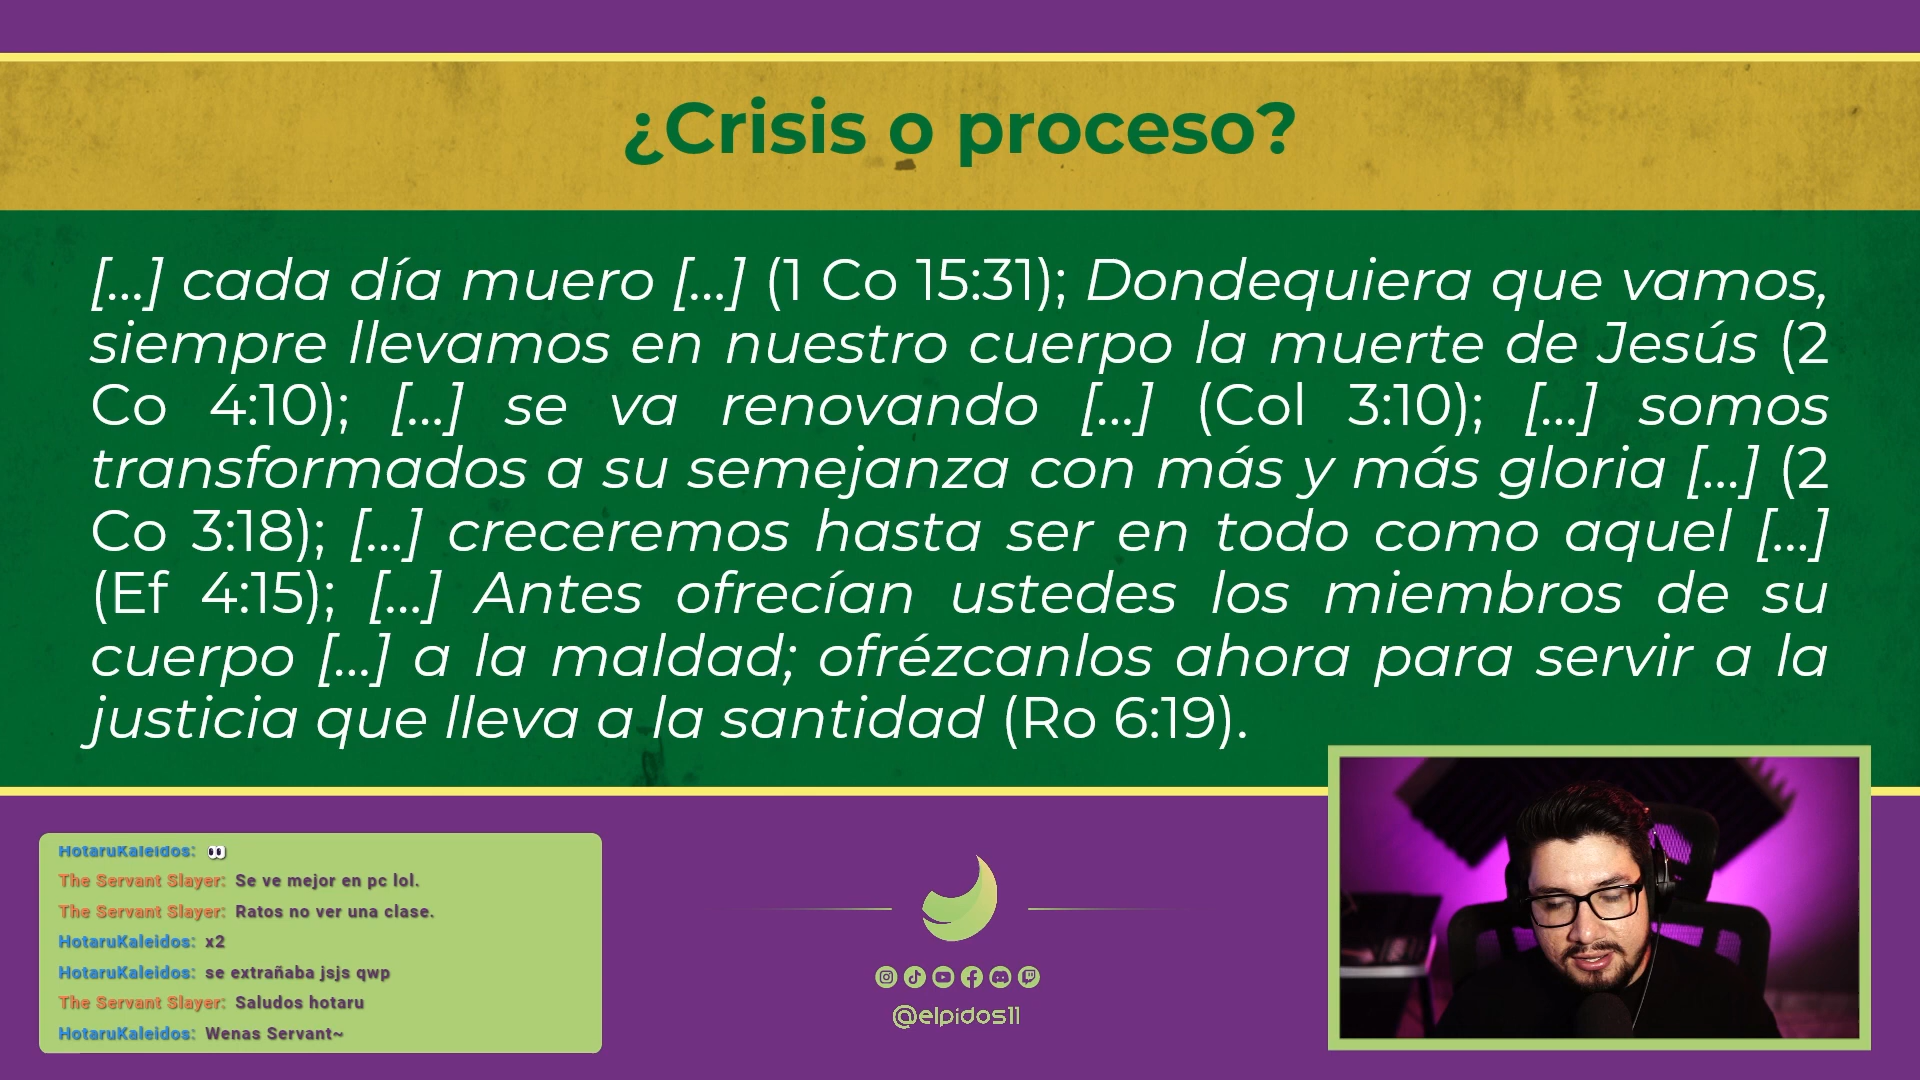 ¿Crisis o proceso?
[...] cada día muero [...] (1 Co 15:31); Dondequiera que vamos,
siempre llevamos en nuestro cuerpo la muerte de Jesús (2
Co 4:10); [...] se va renovando [...] (Col 3:10); [...] somos
transformados a su semejanza con más y más gloria [...] (2
Co 3:18); [...] creceremos hasta ser en todo como aquel [...]
(Ef 4:15); [...] Antes ofrecían ustedes los miembros de su
cuerpo [...] a la maldad; ofrézcanlos ahora para servir a la
justicia que lleva a la santidad (Ro 6:19).
HotaruKaleidos:
The Servant Slayer: Se ve mejor en pc lol.
The Servant Slayer: Ratos no ver una clase.
HotaruKaleidos: x2
HotaruKaleidos: se extrañaba jsjs qwp
The Servant Slayer: Saludos hotaru
HotaruKaleidos: Wenas Servant~
@elpidos11